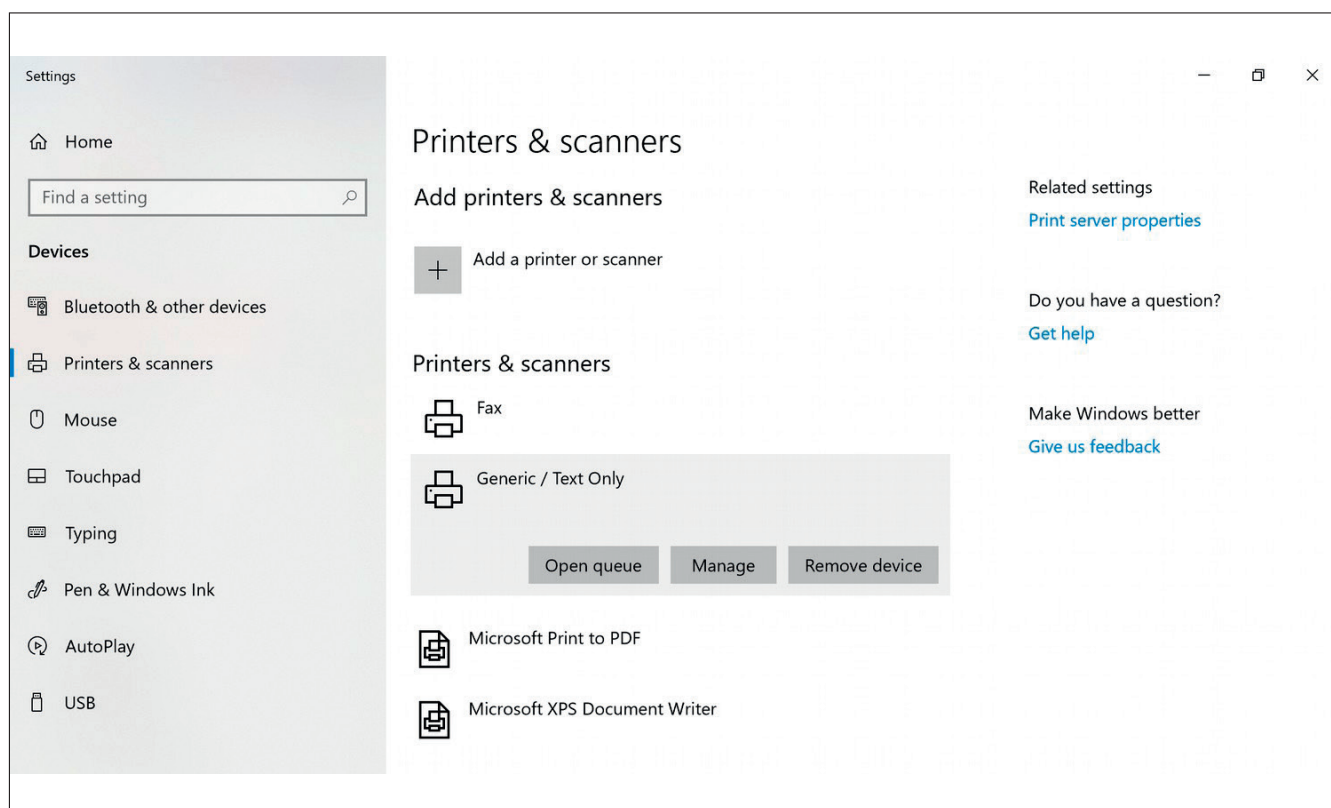 Settings
Home
Find a setting
Devices
Bluetooth & other devices
Printers & scanners
Mouse
Touchpad
Typing
Pen & Windows Ink
AutoPlay
USB
Printers & scanners
Add printers & scanners
Add a printer or scanner
Printers & scanners
Fax
Generic / Text Only
Open queue Manage Remove device
Microsoft Print to PDF
Microsoft XPS Document Writer
Related settings
Print server properties
Do you have a question?
Get help
Make Windows better
Give us feedback